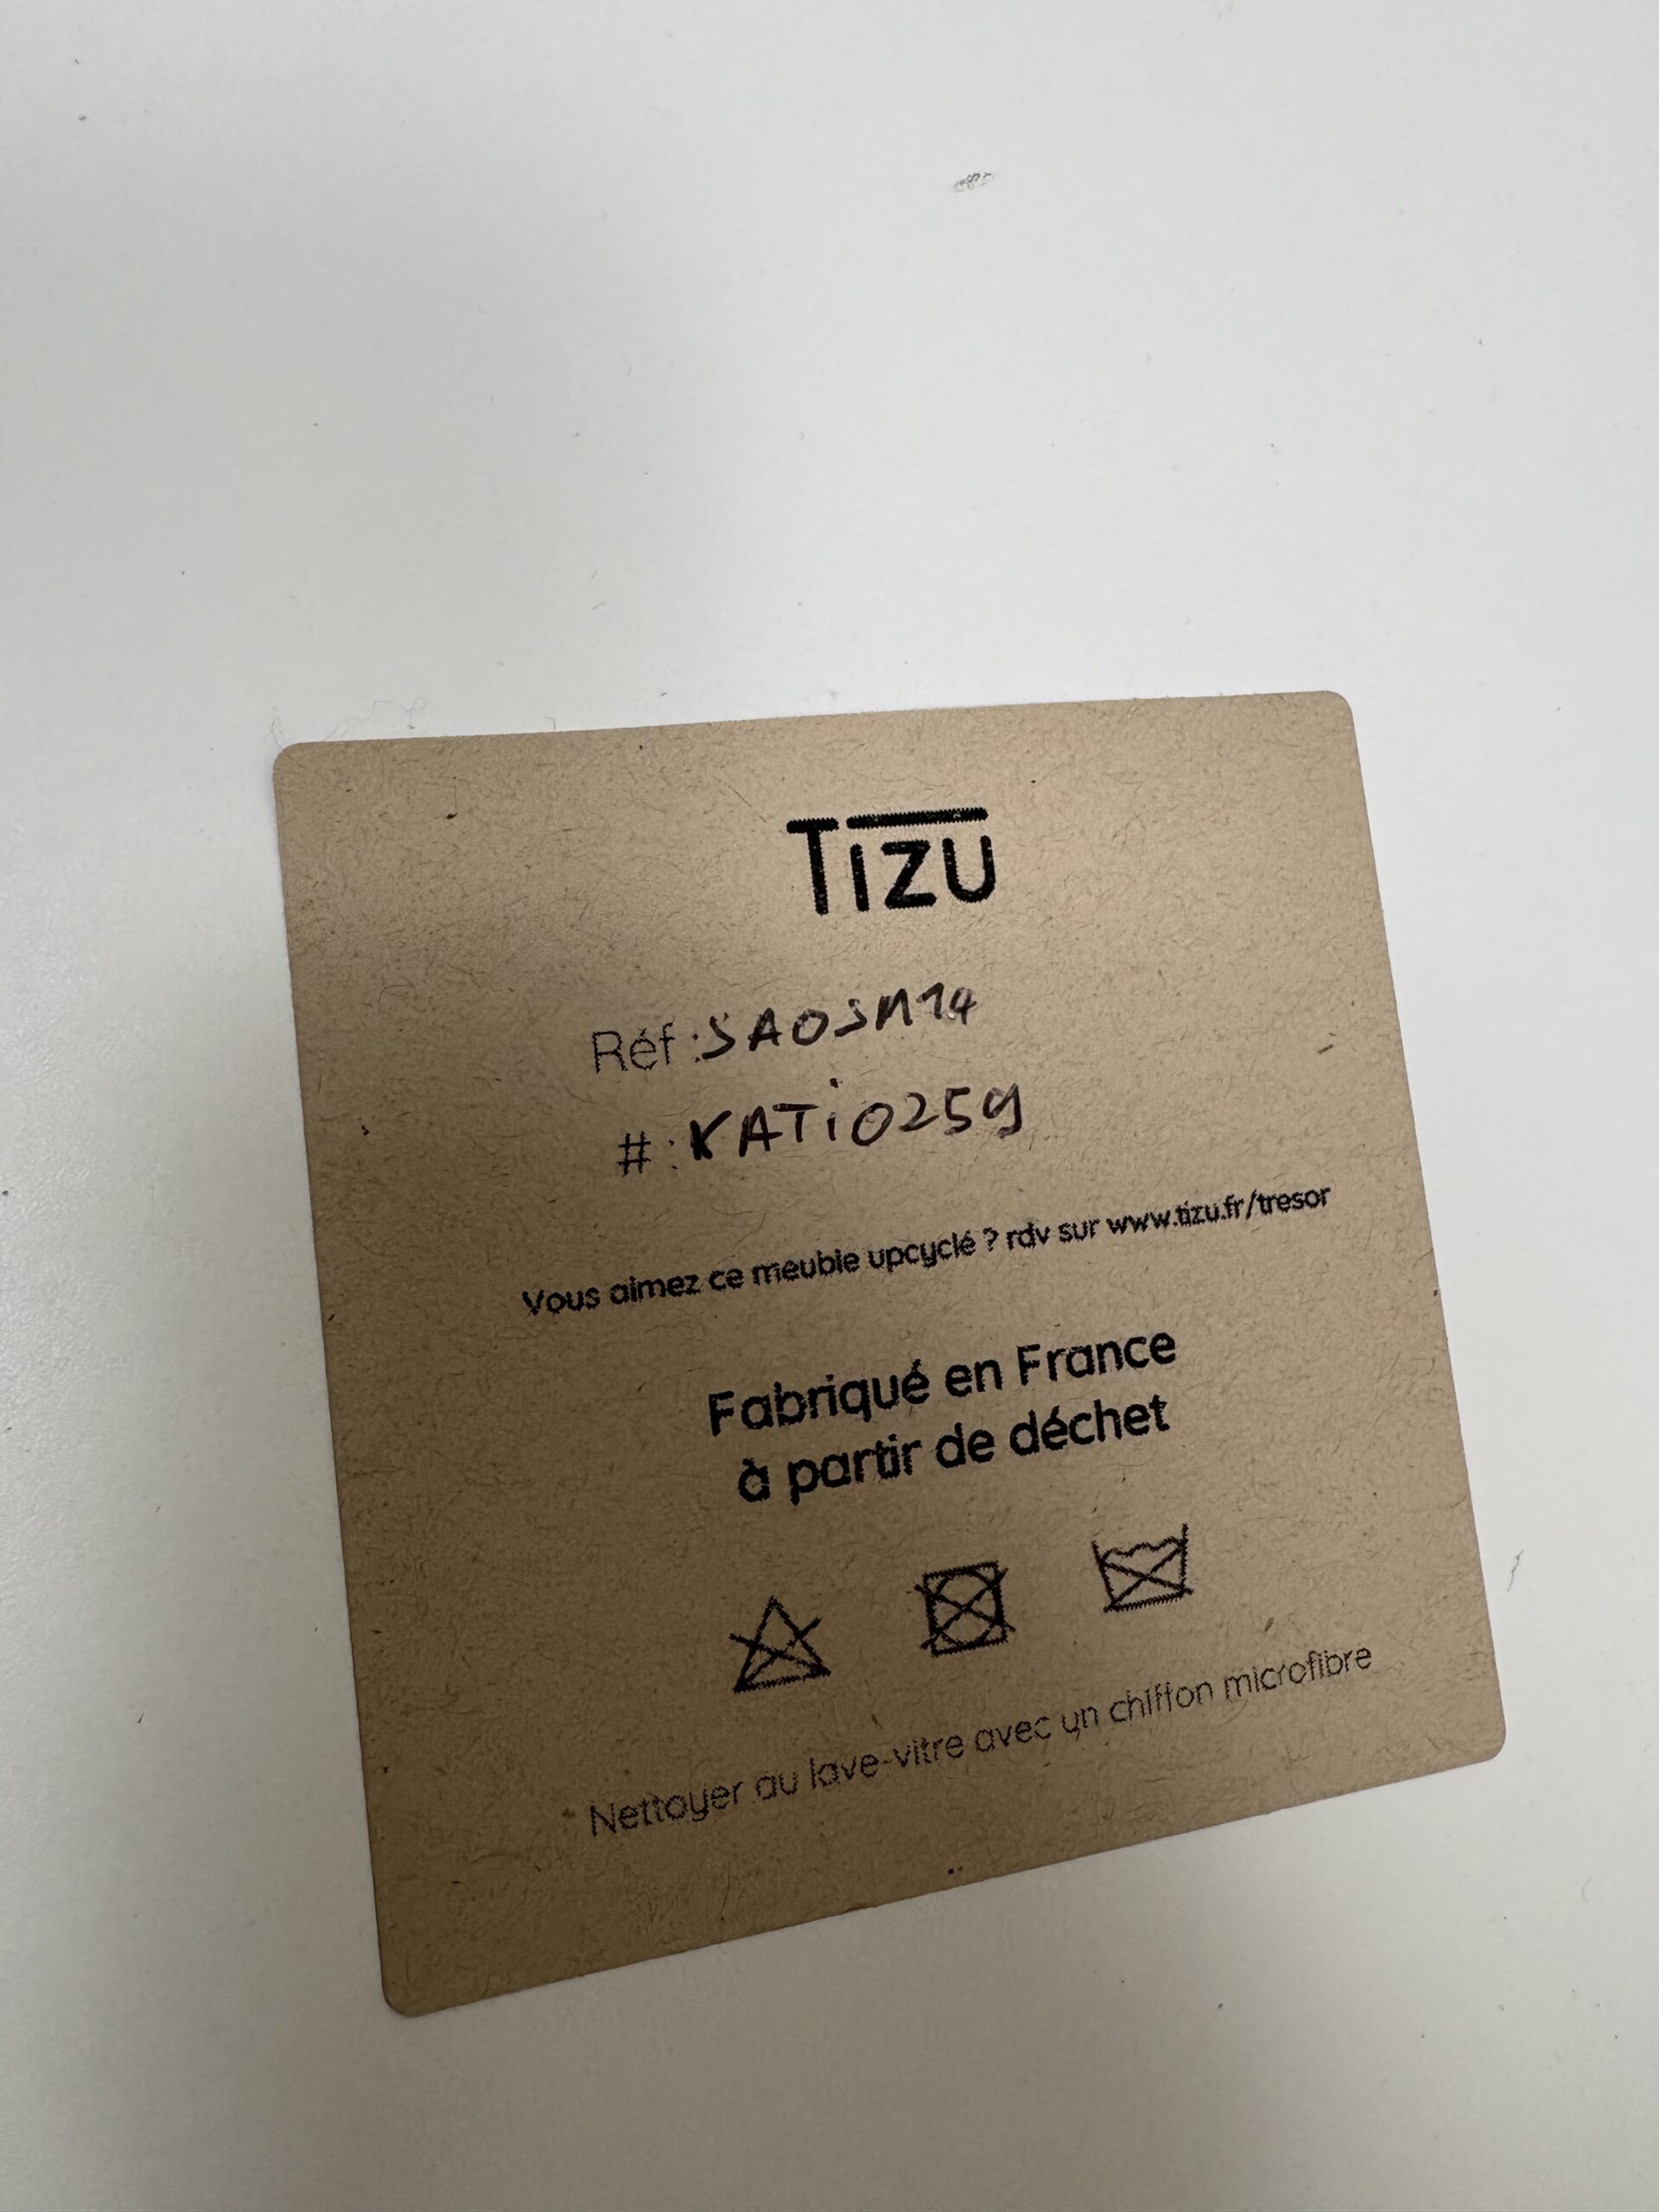 Tizu
Réf : SAOSM14
# : KATi0259
Vous aimez ce meuble upcyclé ? rdv sur www.tizu.fr/tresor
Fabriqué en France
à partir de déchet
Nettoyer au lave-vitre avec un chiffon microfibre